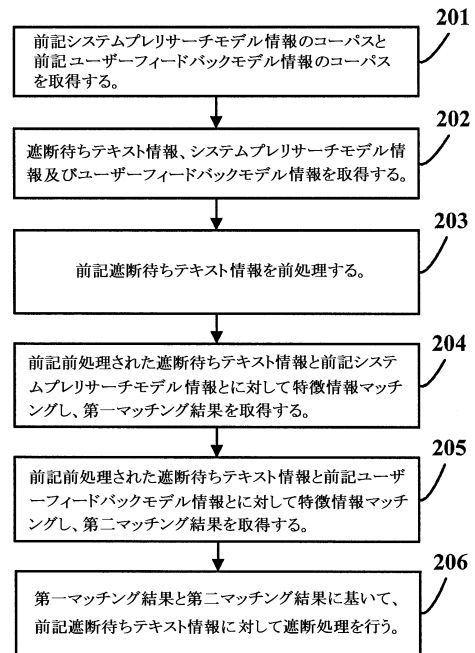 201
前記システムプレリサーチモデル情報のコーパスと
前記ユーザーフィードバックモデル情報のコーパス
を取得する。
202
遮断待ちテキスト情報、システムプレリサーチモデル情
報及びユーザーフィードバックモデル情報を取得する。
203
前記遮断待ちテキスト情報を前処理する。
204
前記前処理された遮断待ちテキスト情報と前記システ
ムプレリサーチモデル情報とに対して特徴情報マッチ
ングし、第一マッチング結果を取得する。
205
前記前処理された遮断待ちテキスト情報と前記ユーザ
ーフィードバックモデル情報とに対して特徴情報マッ
チングし、第二マッチング結果を取得する。
206
第一マッチング結果と第二マッチング結果に基いて、
前記遮断待ちテキスト情報に対して遮断処理を行う。